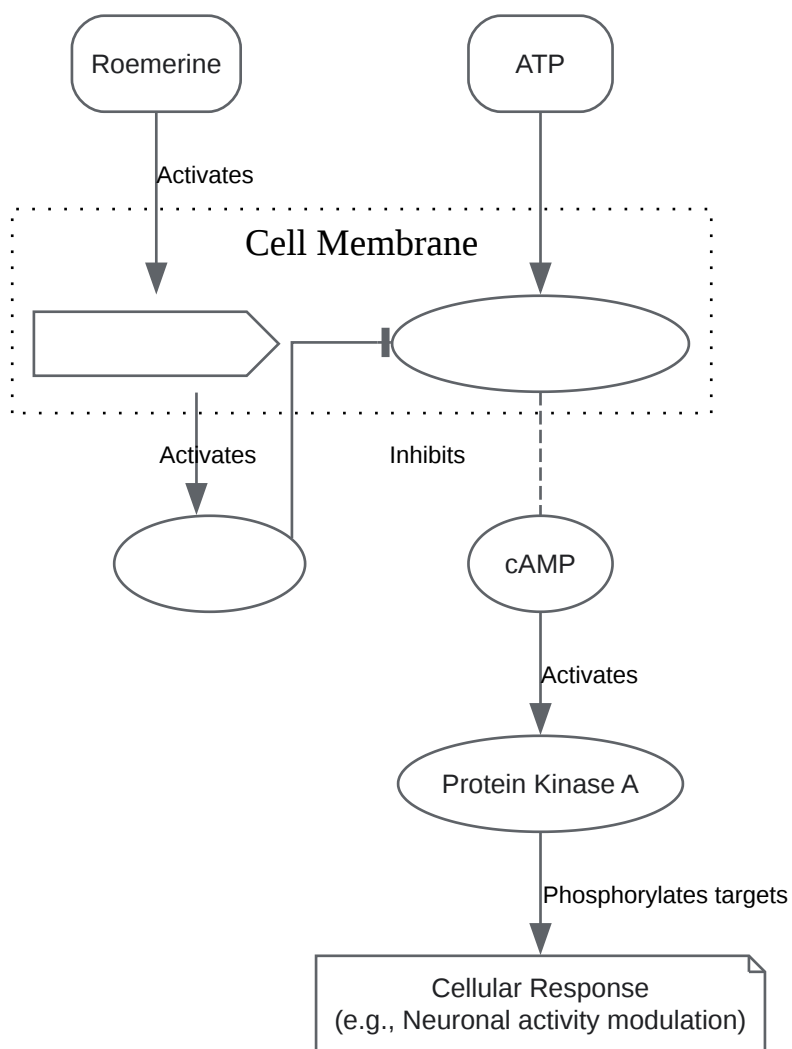 Roemerine
ATP
Activates
Cell Membrane
Activates
Inhibits
cAMP
Activates
Protein Kinase A
Phosphorylates targets
Cellular Response
(e.g., Neuronal activity modulation)